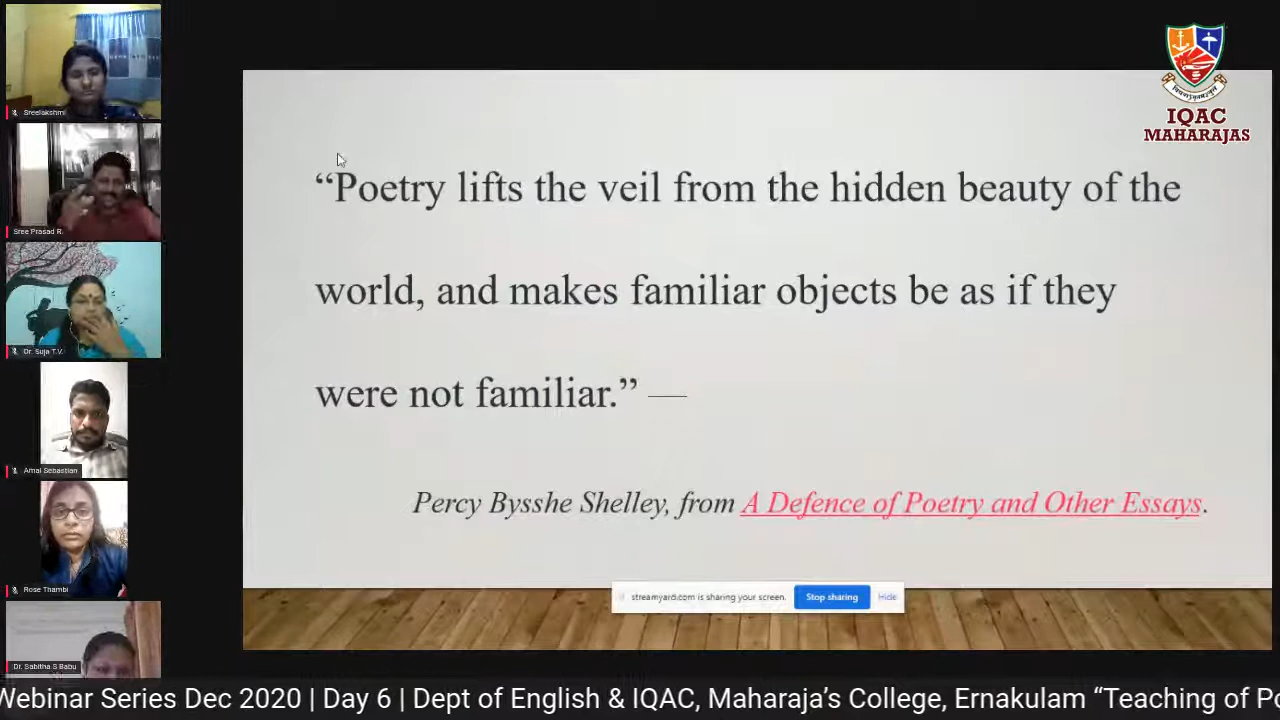 Sreelakshmi
Sree Prasad R.
Dr. Suja T.V.
Amal Sebastian
Rose Thambi
Dr. Sabitha S Babu
IQAC
MAHARAJAS
“Poetry lifts the veil from the hidden beauty of the
world, and makes familiar objects be as if they
were not familiar.” —
Percy Bysshe Shelley, from A Defence of Poetry and Other Essays.
streamyard.com is sharing your screen. Stop sharing Hide
Webinar Series Dec 2020 | Day 6 | Dept of English & IQAC, Maharaja’s College, Ernakulam “Teaching of Po